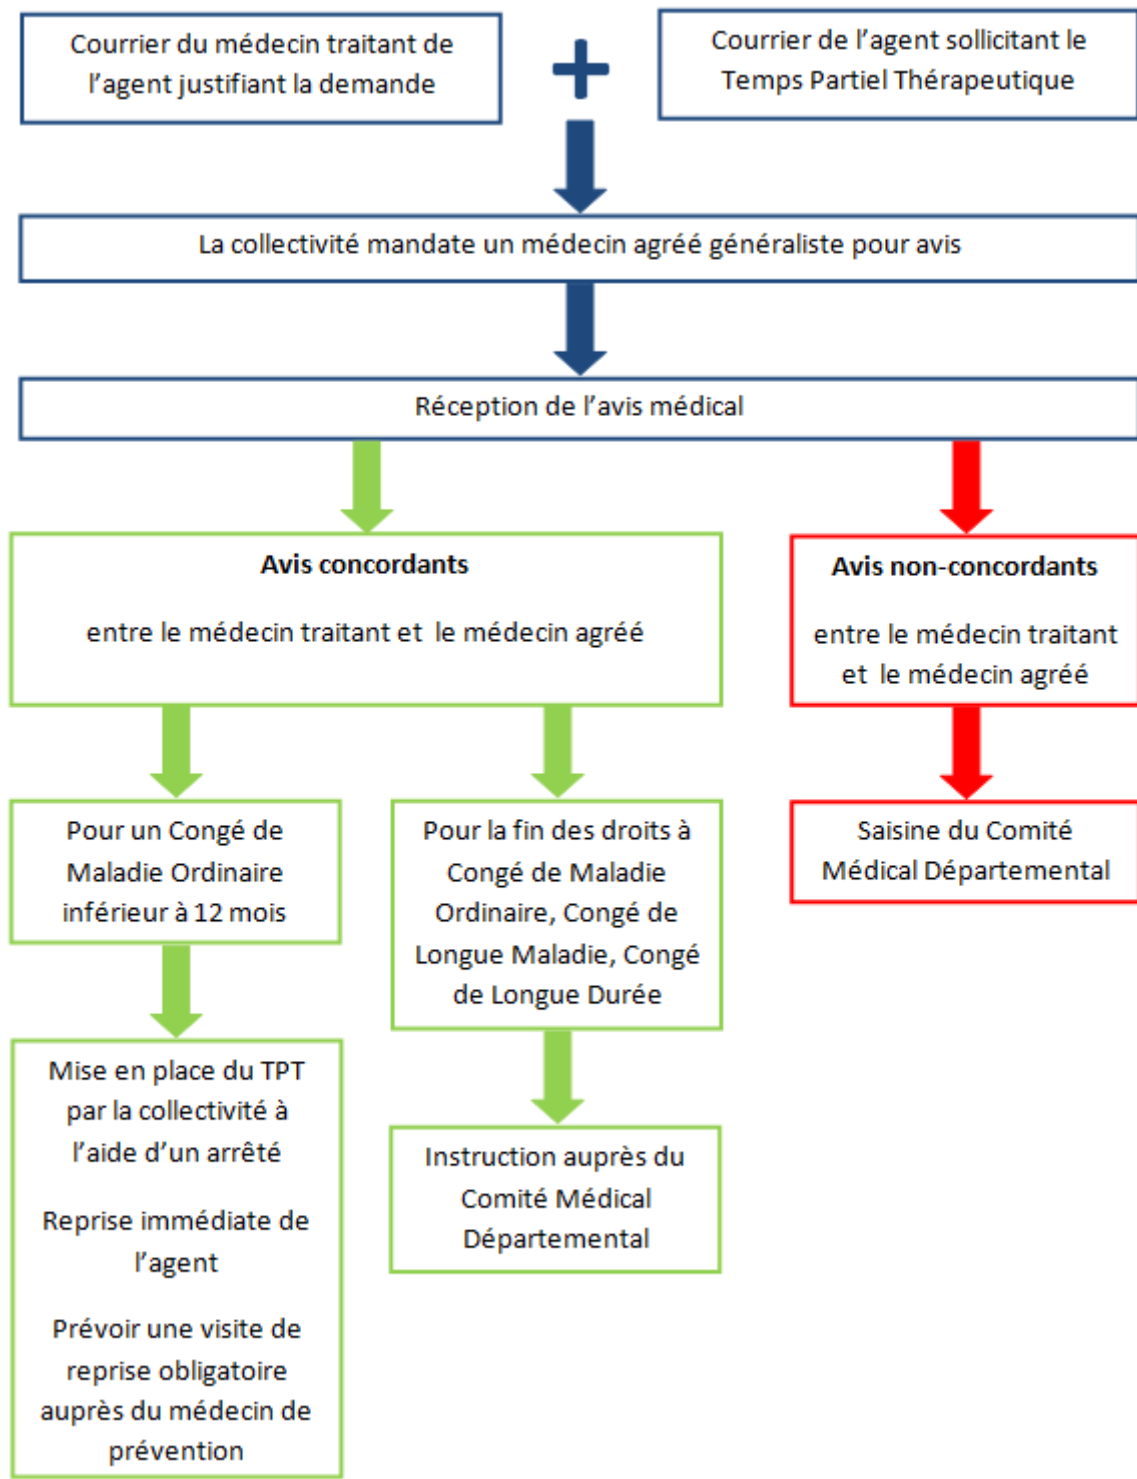 Courrier du médecin traitant de
l’agent justifiant la demande
+
Courrier de l’agent sollicitant le
Temps Partiel Thérapeutique
La collectivité mandate un médecin agréé généraliste pour avis
Réception de l’avis médical
Avis concordants
entre le médecin traitant et le médecin agréé
Avis non-concordants
entre le médecin traitant
et le médecin agréé
Pour un Congé de
Maladie Ordinaire
inférieur à 12 mois
Pour la fin des droits à
Congé de Maladie
Ordinaire, Congé de
Longue Maladie, Congé
de Longue Durée
Saisine du Comité
Médical Départemental
Mise en place du TPT
par la collectivité à
l’aide d’un arrêté
Reprise immédiate de
l’agent
Prévoir une visite de
reprise obligatoire
auprès du médecin de
prévention
Instruction auprès du
Comité Médical
Départemental